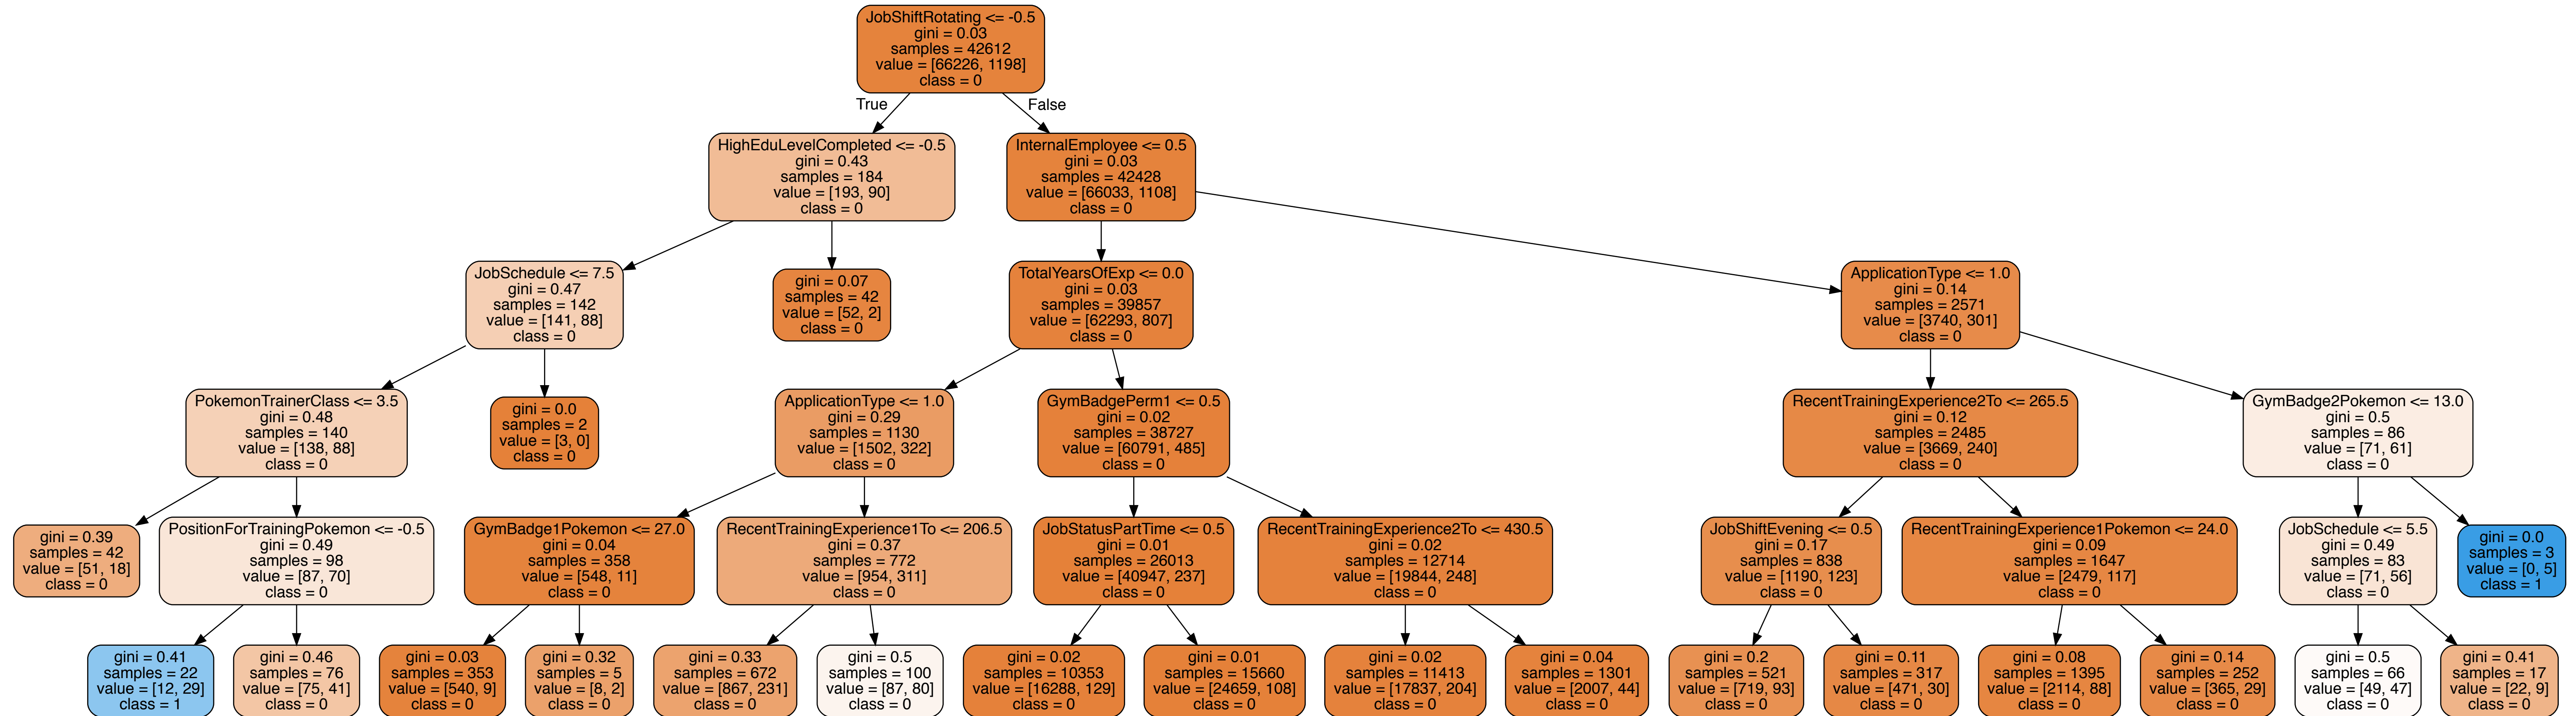 JobShiftRotating <= -0.5
gini = 0.03
samples = 42612
value = [66226, 1198]
class = 0
True
False
HighEduLevelCompleted <= -0.5
gini = 0.43
samples = 184
value = [193, 90]
class = 0
InternalEmployee <= 0.5
gini = 0.03
samples = 42428
value = [66033, 1108]
class = 0
JobSchedule <= 7.5
gini = 0.47
samples = 142
value = [141, 88]
class = 0
gini = 0.07
samples = 42
value = [52, 2]
class = 0
TotalYearsOfExp <= 0.0
gini = 0.03
samples = 39857
value = [62293, 807]
class = 0
ApplicationType <= 1.0
gini = 0.14
samples = 2571
value = [3740, 301]
class = 0
PokemonTrainerClass <= 3.5
gini = 0.48
samples = 140
value = [138, 88]
class = 0
gini = 0.0
samples = 2
value = [3, 0]
class = 0
ApplicationType <= 1.0
gini = 0.29
samples = 1130
value = [1502, 322]
class = 0
GymBadgePerm1 <= 0.5
gini = 0.02
samples = 38727
value = [60791, 485]
class = 0
RecentTrainingExperience2To <= 265.5
gini = 0.12
samples = 2485
value = [3669, 240]
class = 0
GymBadge2Pokemon <= 13.0
gini = 0.5
samples = 86
value = [71, 61]
class = 0
gini = 0.39
samples = 42
value = [51, 18]
class = 0
PositionForTrainingPokemon <= -0.5
gini = 0.49
samples = 98
value = [87, 70]
class = 0
GymBadge1Pokemon <= 27.0
gini = 0.04
samples = 358
value = [548, 11]
class = 0
RecentTrainingExperience1To <= 206.5
gini = 0.37
samples = 772
value = [954, 311]
class = 0
JobStatusPartTime <= 0.5
gini = 0.01
samples = 26013
value = [40947, 237]
class = 0
RecentTrainingExperience2To <= 430.5
gini = 0.02
samples = 12714
value = [19844, 248]
class = 0
JobShiftEvening <= 0.5
gini = 0.17
samples = 838
value = [1190, 123]
class = 0
RecentTrainingExperience1Pokemon <= 24.0
gini = 0.09
samples = 1647
value = [2479, 117]
class = 0
JobSchedule <= 5.5
gini = 0.49
samples = 83
value = [71, 56]
class = 0
gini = 0.0
samples = 3
value = [0, 5]
class = 1
gini = 0.41
samples = 22
value = [12, 29]
class = 1
gini = 0.46
samples = 76
value = [75, 41]
class = 0
gini = 0.03
samples = 353
value = [540, 9]
class = 0
gini = 0.32
samples = 5
value = [8, 2]
class = 0
gini = 0.33
samples = 672
value = [867, 231]
class = 0
gini = 0.5
samples = 100
value = [87, 80]
class = 0
gini = 0.02
samples = 10353
value = [16288, 129]
class = 0
gini = 0.01
samples = 15660
value = [24659, 108]
class = 0
gini = 0.02
samples = 11413
value = [17837, 204]
class = 0
gini = 0.04
samples = 1301
value = [2007, 44]
class = 0
gini = 0.2
samples = 521
value = [719, 93]
class = 0
gini = 0.11
samples = 317
value = [471, 30]
class = 0
gini = 0.08
samples = 1395
value = [2114, 88]
class = 0
gini = 0.14
samples = 252
value = [365, 29]
class = 0
gini = 0.5
samples = 66
value = [49, 47]
class = 0
gini = 0.41
samples = 17
value = [22, 9]
class = 0